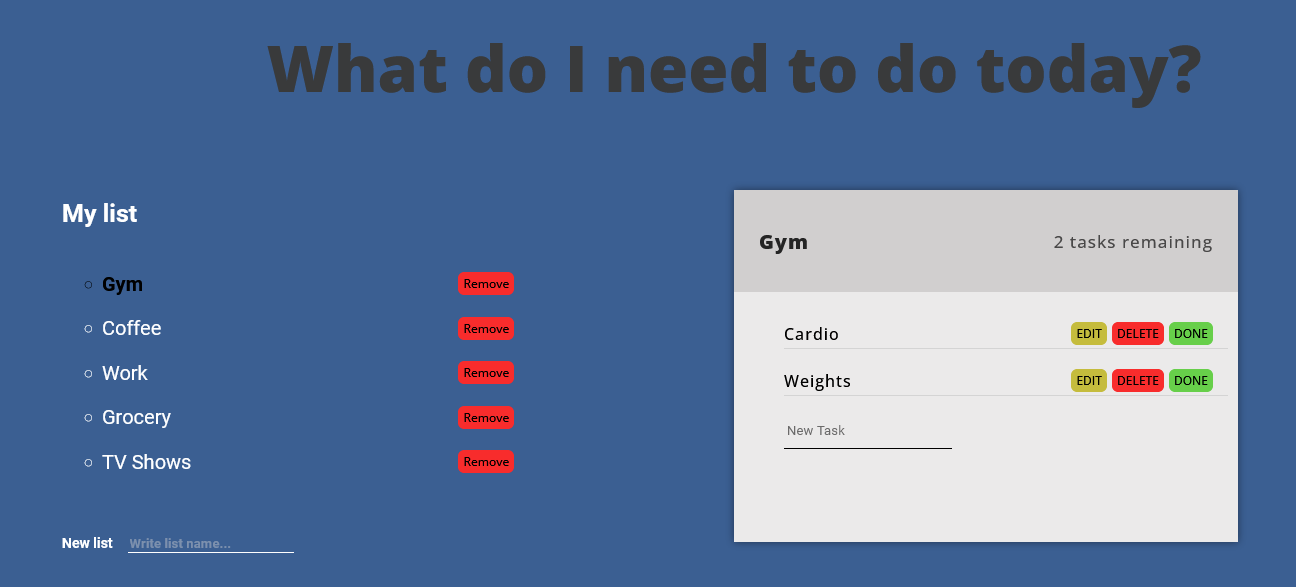 What do I need to do today?
My list
Gym Remove
Coffee Remove
Work Remove
Grocery Remove
TV Shows Remove
New list Write list name...
Gym 2 tasks remaining
Cardio EDIT DELETE DONE
Weights EDIT DELETE DONE
New Task